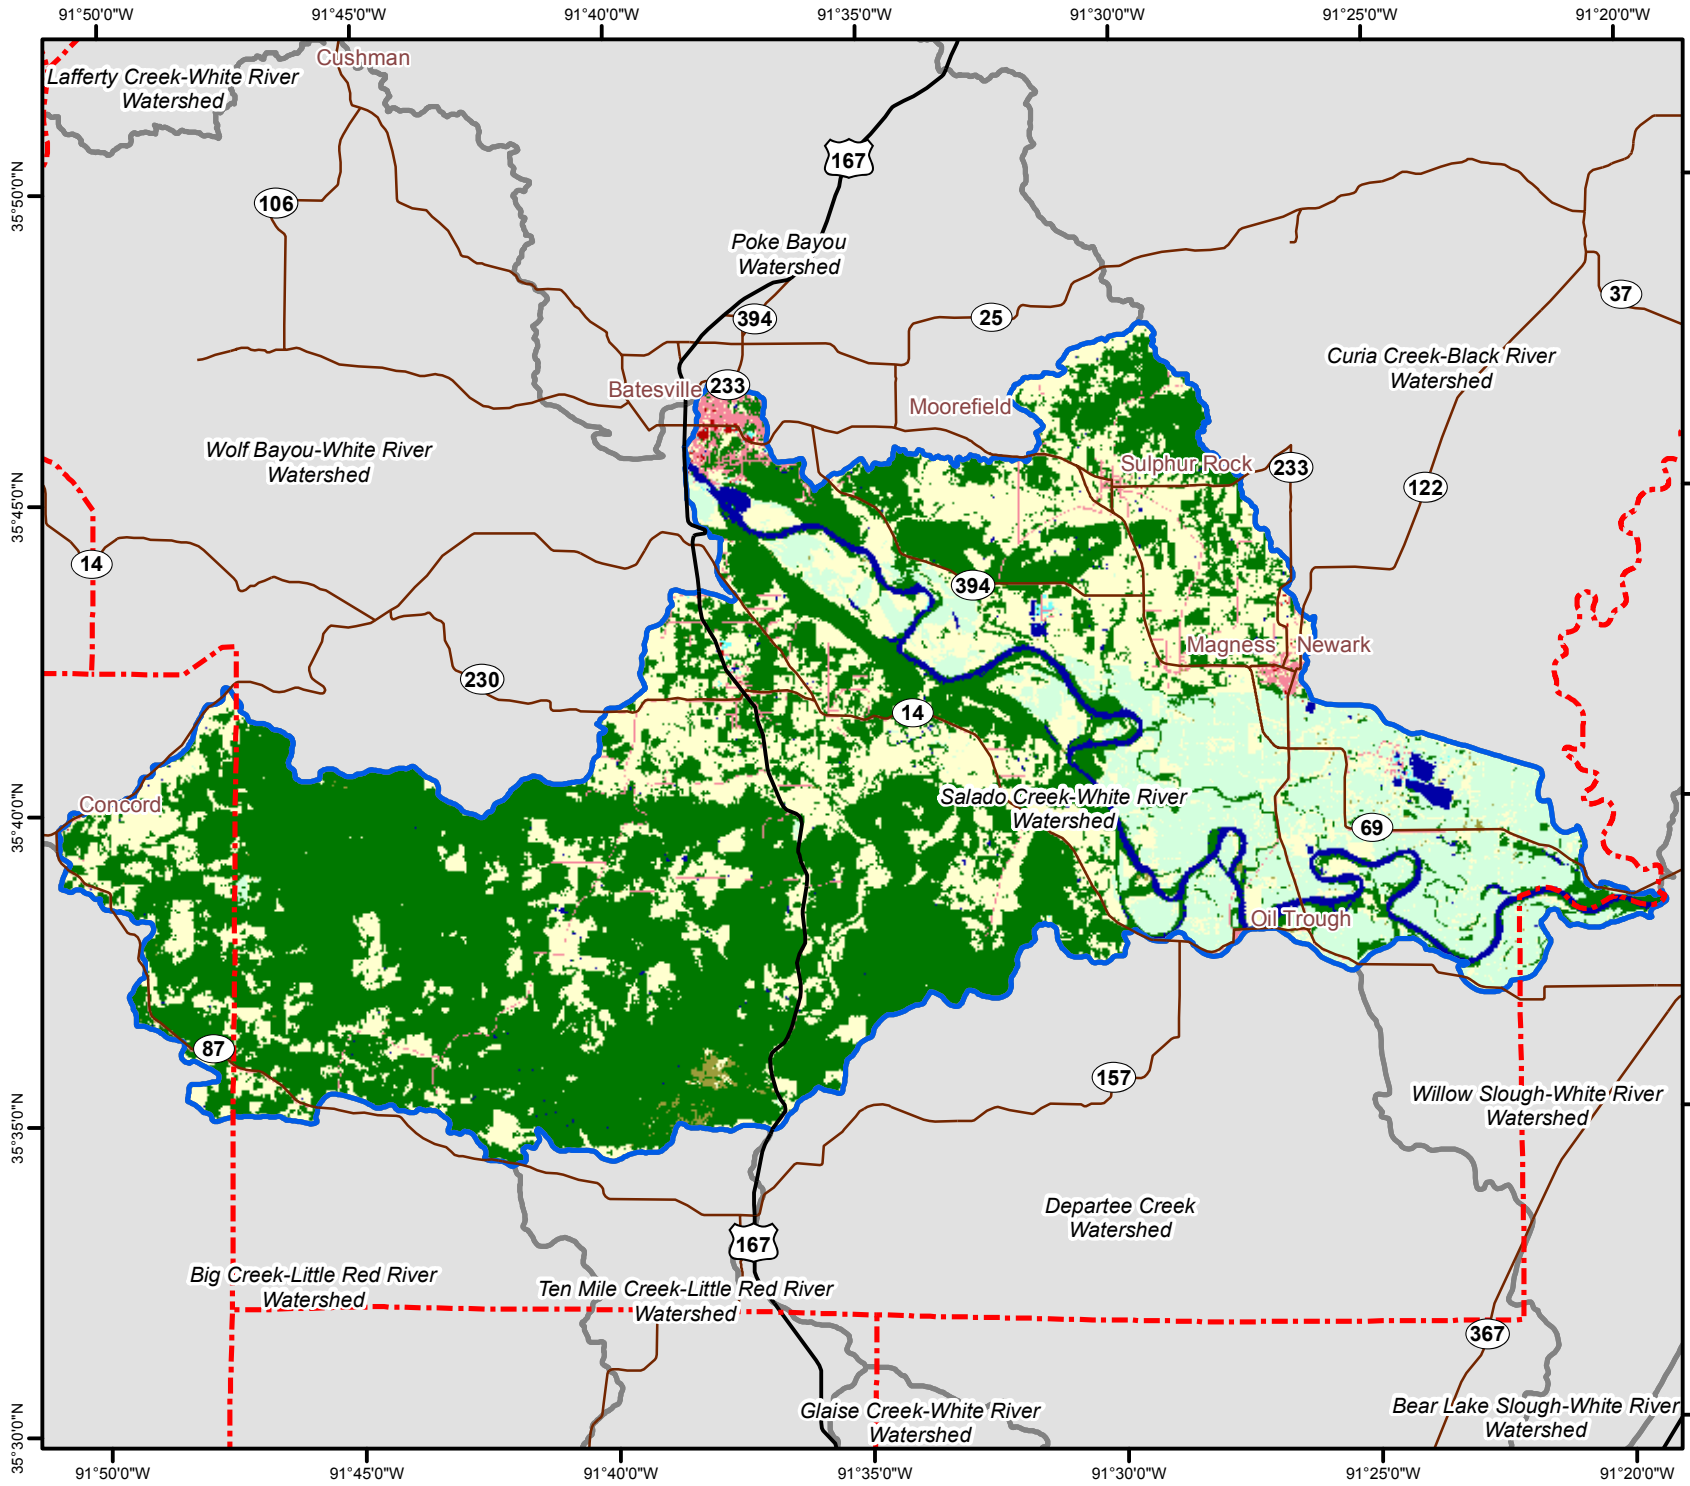 91°50'0"W
91°45'0"W
91°40'0"W
91°35'0"W
91°30'0"W
91°25'0"W
91°20'0"W
Cushman
Lafferty Creek-White River
Watershed
167
35°50'0"N
106
Poke Bayou
Watershed
37
394
25
Curia Creek-Black River
Watershed
Batesville
233
Moorefield
Wolf Bayou-White River
Watershed
Sulphur Rock
233
122
35°45'0"N
14
394
Magness
Newark
230
14
Salado Creek-White River
Watershed
Concord
35°40'0"N
69
Oil Trough
87
157
Willow Slough-White River
Watershed
35°35'0"N
Departee Creek
Watershed
167
Big Creek-Little Red River
Watershed
Ten Mile Creek-Little Red River
Watershed
367
Glaise Creek-White River
Watershed
Bear Lake Slough-White River
Watershed
35°30'0"N
91°50'0"W
91°45'0"W
91°40'0"W
91°35'0"W
91°30'0"W
91°25'0"W
91°20'0"W